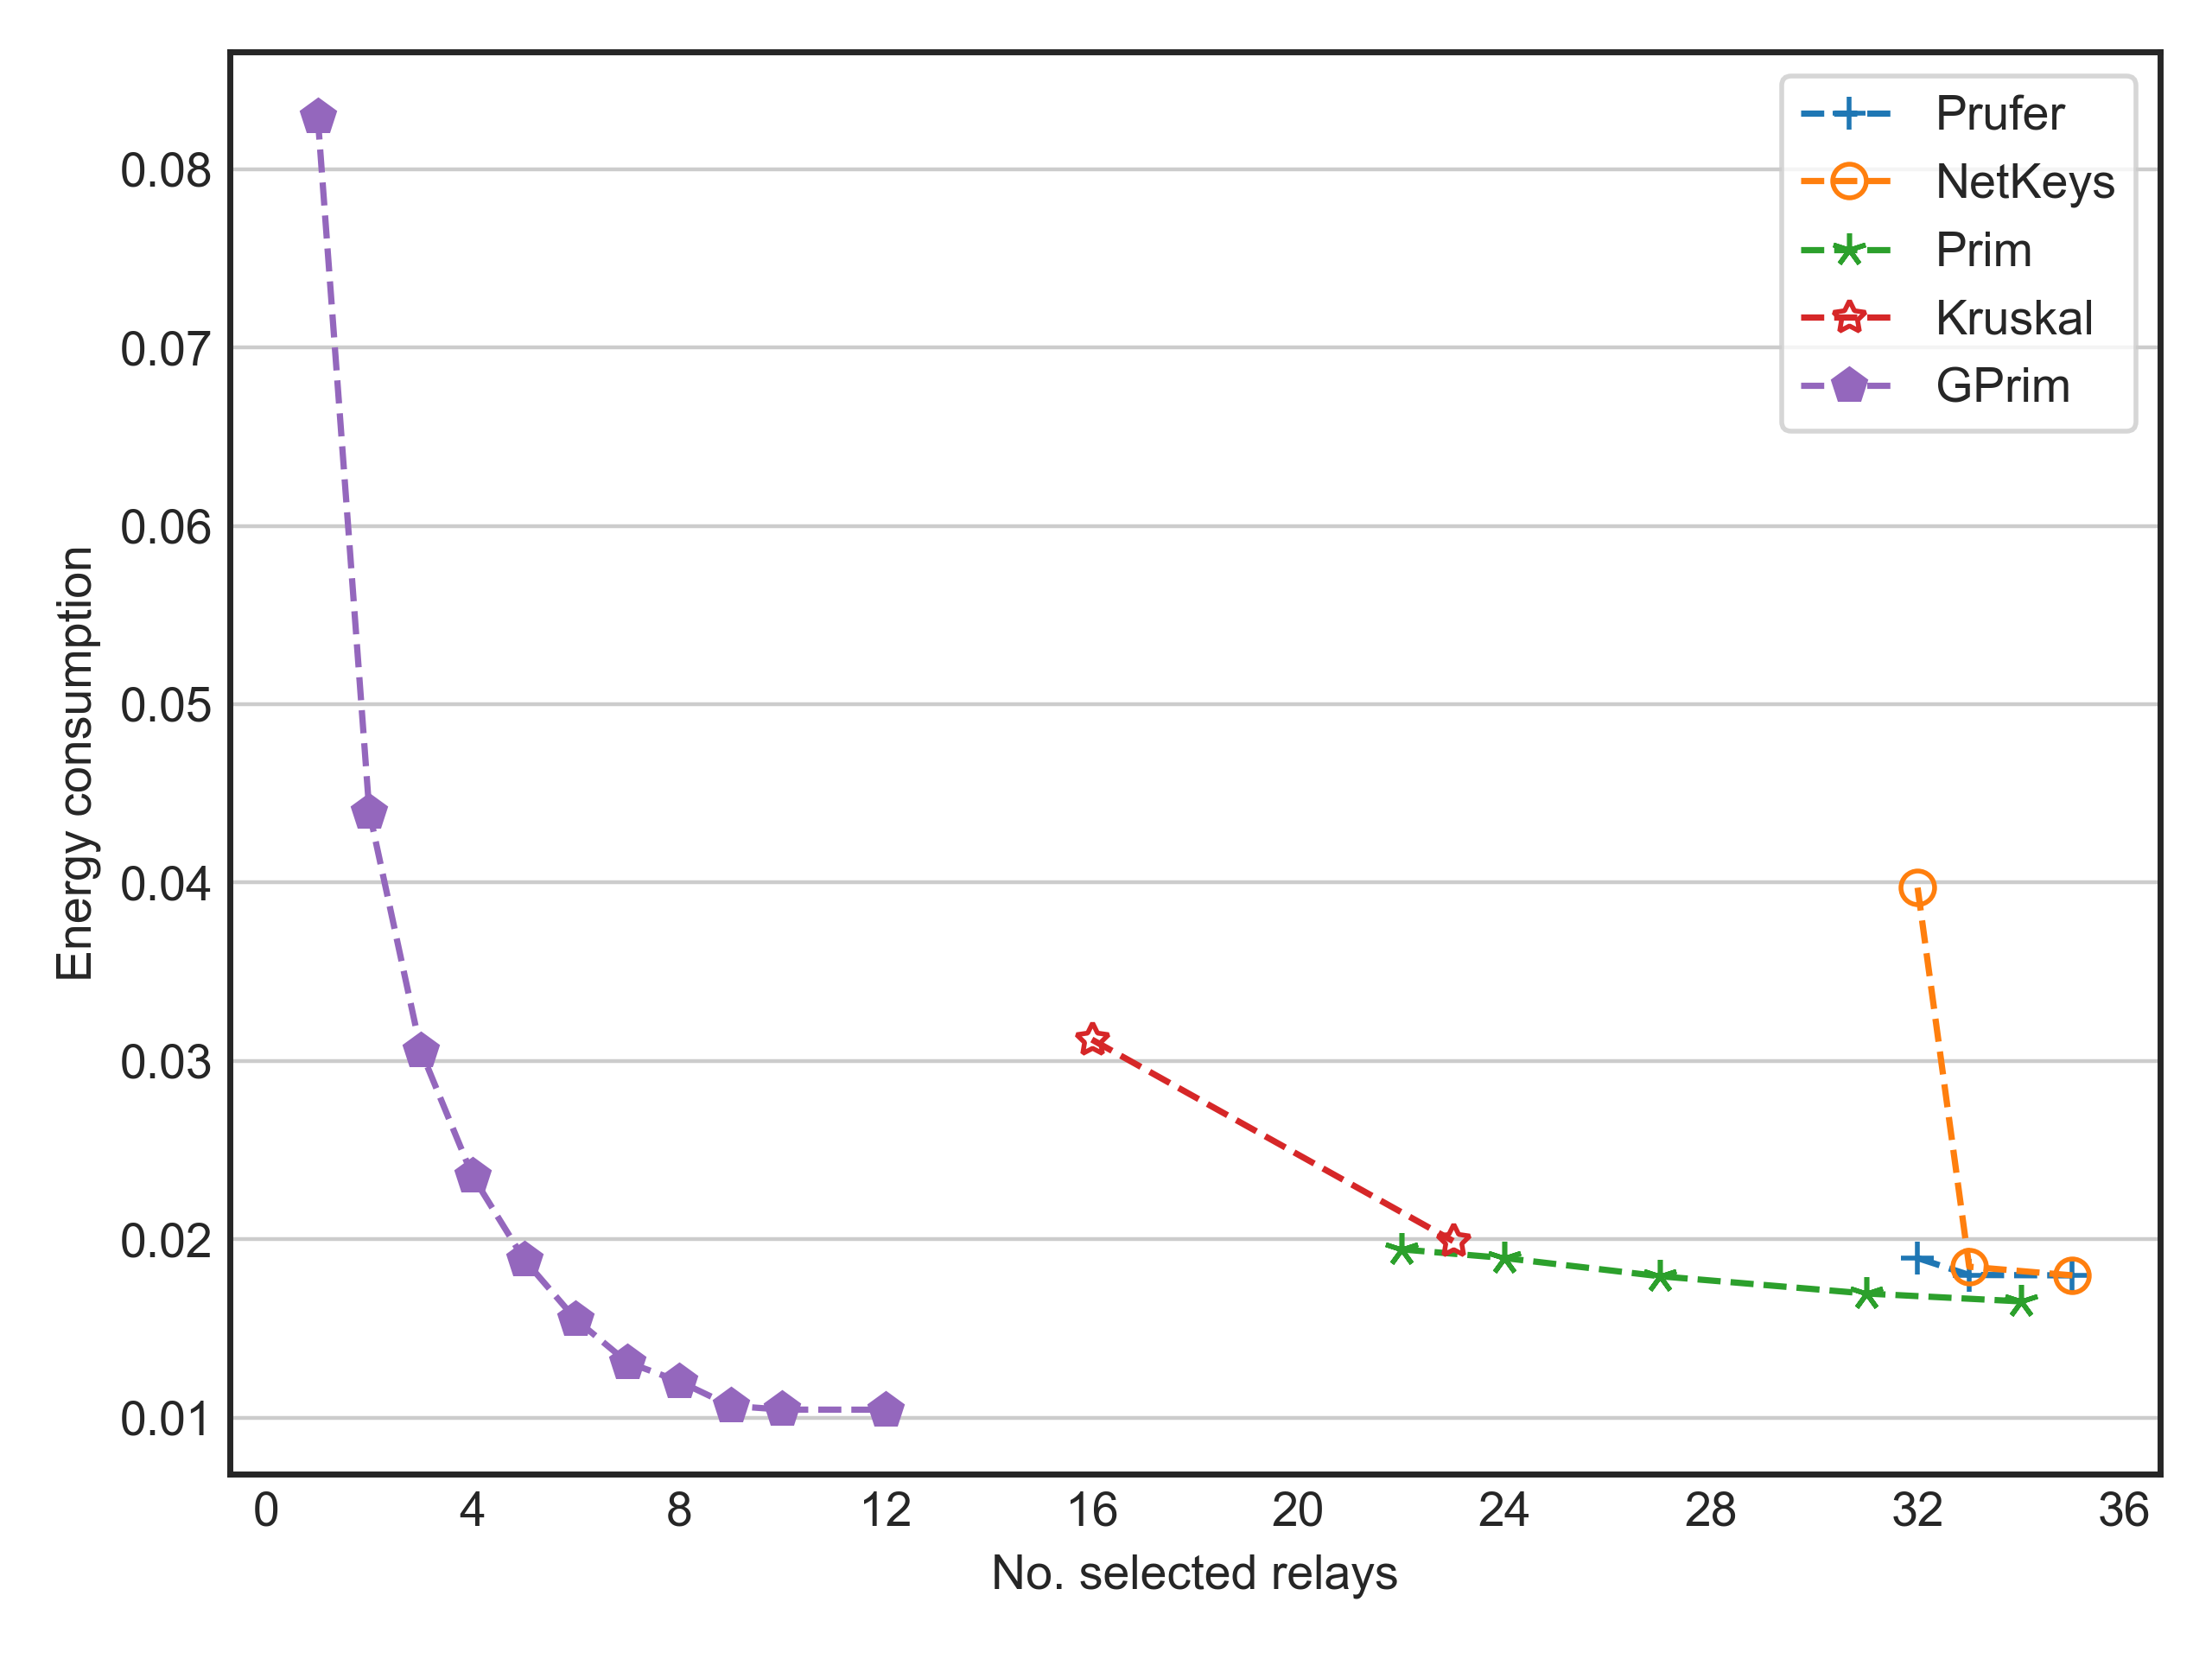 Prufer
NetKeys
Prim
Kruskal
GPrim
Energy consumption
0.08
0.07
0.06
0.05
0.04
0.03
0.02
0.01
0 4 8 12 16 20 24 28 32 36
No. selected relays